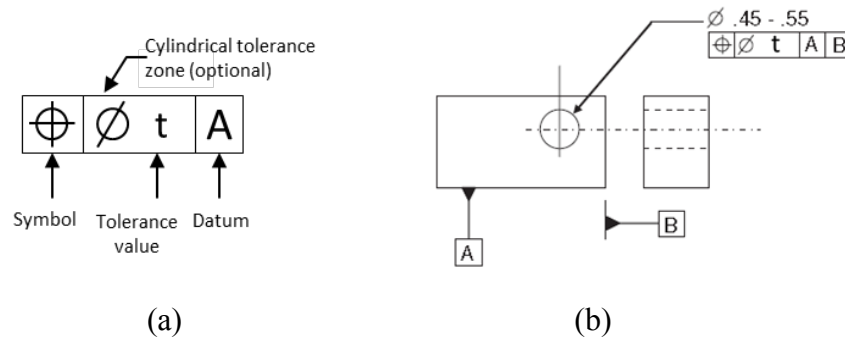 Cylindrical tolerance
zone (optional)
⌖ ⌀ t A
Symbol
Tolerance
value
Datum
(a)
⌀ .45 - .55
⌖ ⌀ t A B
A
B
(b)